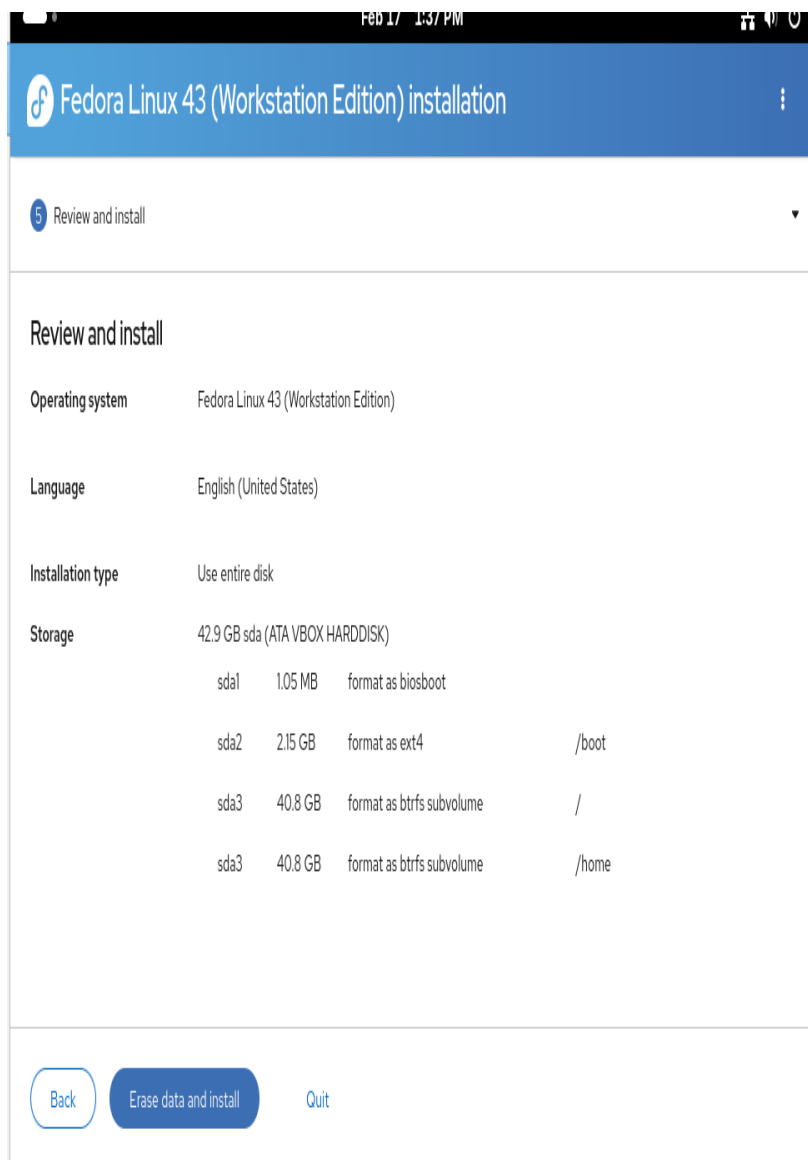 Feb 17 1:37 PM
Fedora Linux 43 (Workstation Edition) installation
5 Review and install
Review and install
Operating system Fedora Linux 43 (Workstation Edition)
Language English (United States)
Installation type Use entire disk
Storage 42.9 GB sda (ATA VBOX HARDDISK)
sda1 1.05 MB format as biosboot
sda2 2.15 GB format as ext4 /boot
sda3 40.8 GB format as btrfs subvolume /
sda3 40.8 GB format as btrfs subvolume /home
Back Erase data and install Quit